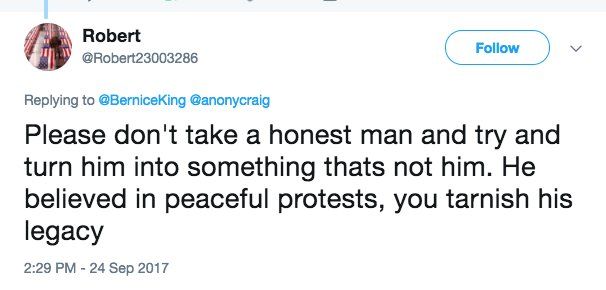 Robert
@Robert23003286
Follow
Replying to @BerniceKing @anonycraig
Please don't take a honest man and try and
turn him into something thats not him. He
believed in peaceful protests, you tarnish his
legacy
2:29 PM - 24 Sep 2017